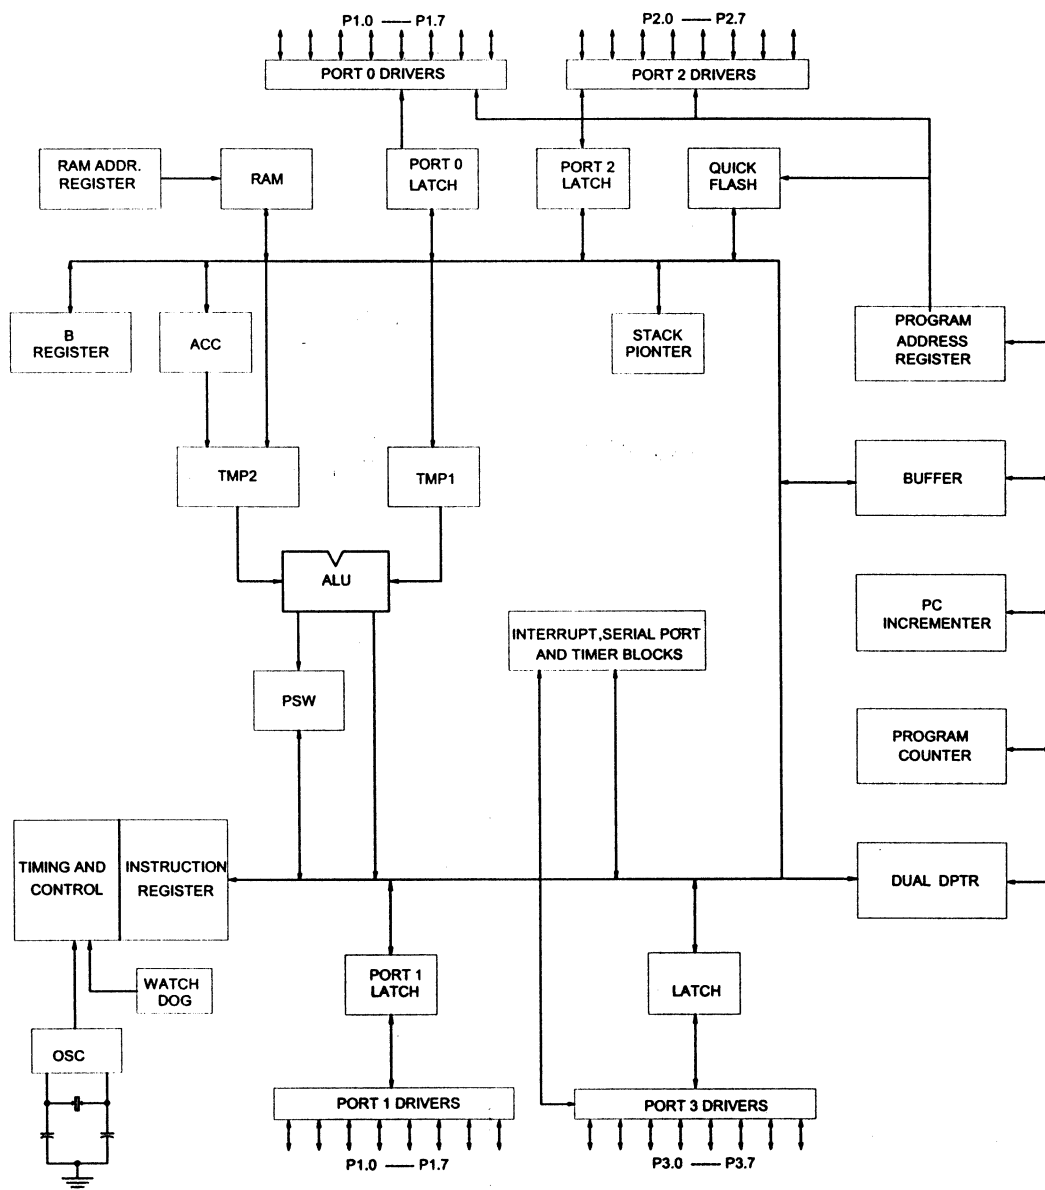 P1.0 —— P1.7
P2.0 —— P2.7
PORT 0 DRIVERS
PORT 2 DRIVERS
RAM ADDR.
REGISTER
RAM
PORT 0
LATCH
PORT 2
LATCH
QUICK
FLASH
B
REGISTER
ACC
STACK
PIONTER
PROGRAM
ADDRESS
REGISTER
TMP2
TMP1
BUFFER
ALU
PC
INCREMENTER
INTERRUPT,SERIAL PORT
AND TIMER BLOCKS
PSW
PROGRAM
COUNTER
TIMING AND
CONTROL
INSTRUCTION
REGISTER
DUAL DPTR
WATCH
DOG
PORT 1
LATCH
LATCH
OSC
PORT 1 DRIVERS
PORT 3 DRIVERS
P1.0 —— P1.7
P3.0 —— P3.7